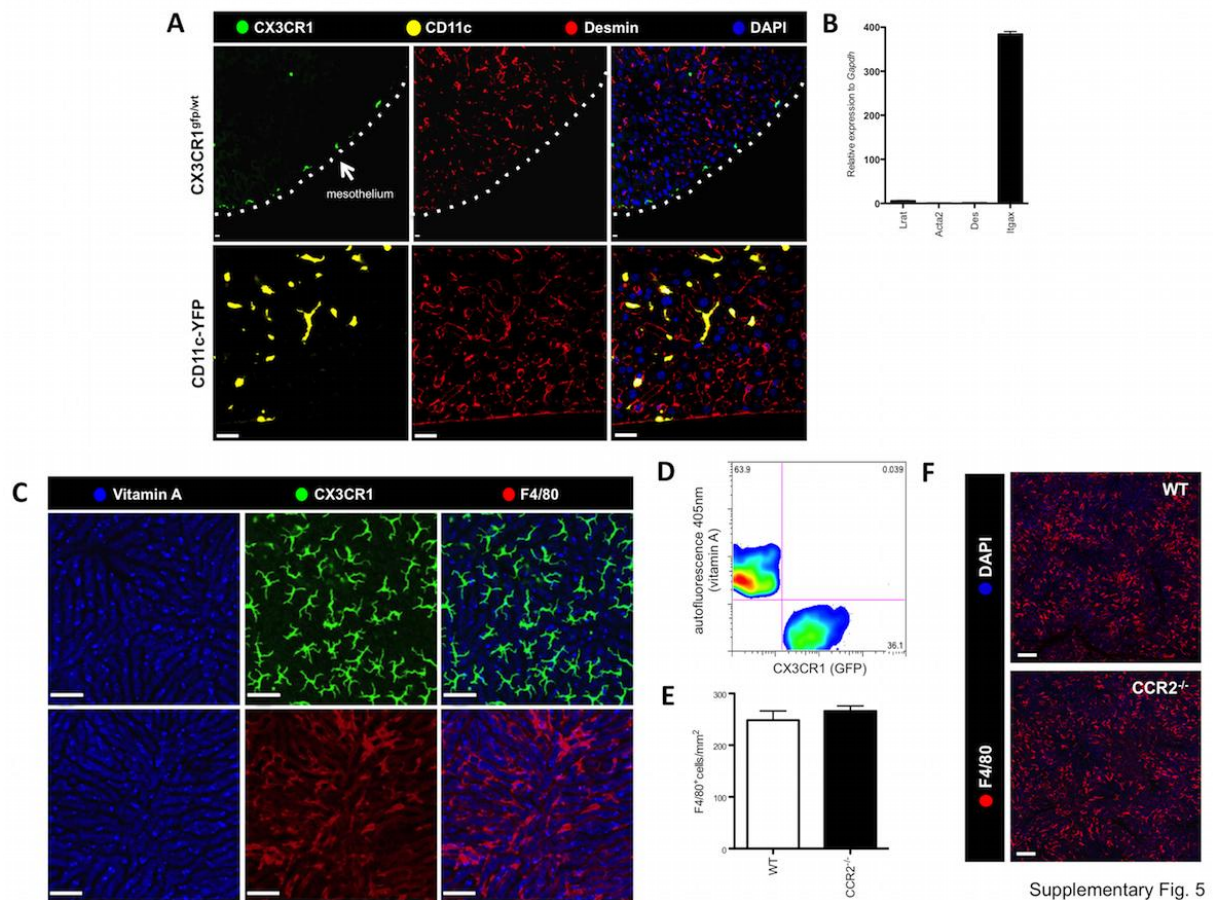 A
CX3CR1 CD11c Desmin DAPI
CX3CR1gfp/wt
mesothelium
CD11c-YFP
B
Relative expression to Gapdh
400
300
200
100
0
Lrat Acta2 Des Itgax
C
Vitamin A CX3CR1 F4/80
D
63.9 0.039
autofluorescence 405nm
(vitamin A)
36.1
CX3CR1 (GFP)
E
F4/80+cells/mm2
300
200
100
0
WT CCR2-/-
F
DAPI
F4/80
WT
CCR2-/-
Supplementary Fig. 5